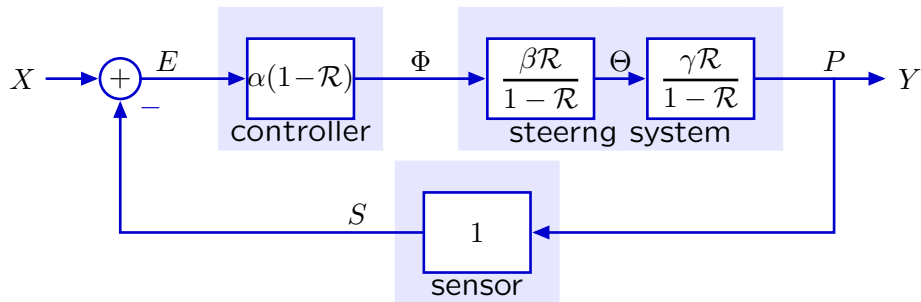 X + E α(1−ℛ) Φ βℛ/(1 − ℛ) Θ γℛ/(1 − ℛ) P Y
−
controller steerng system
S 1
sensor